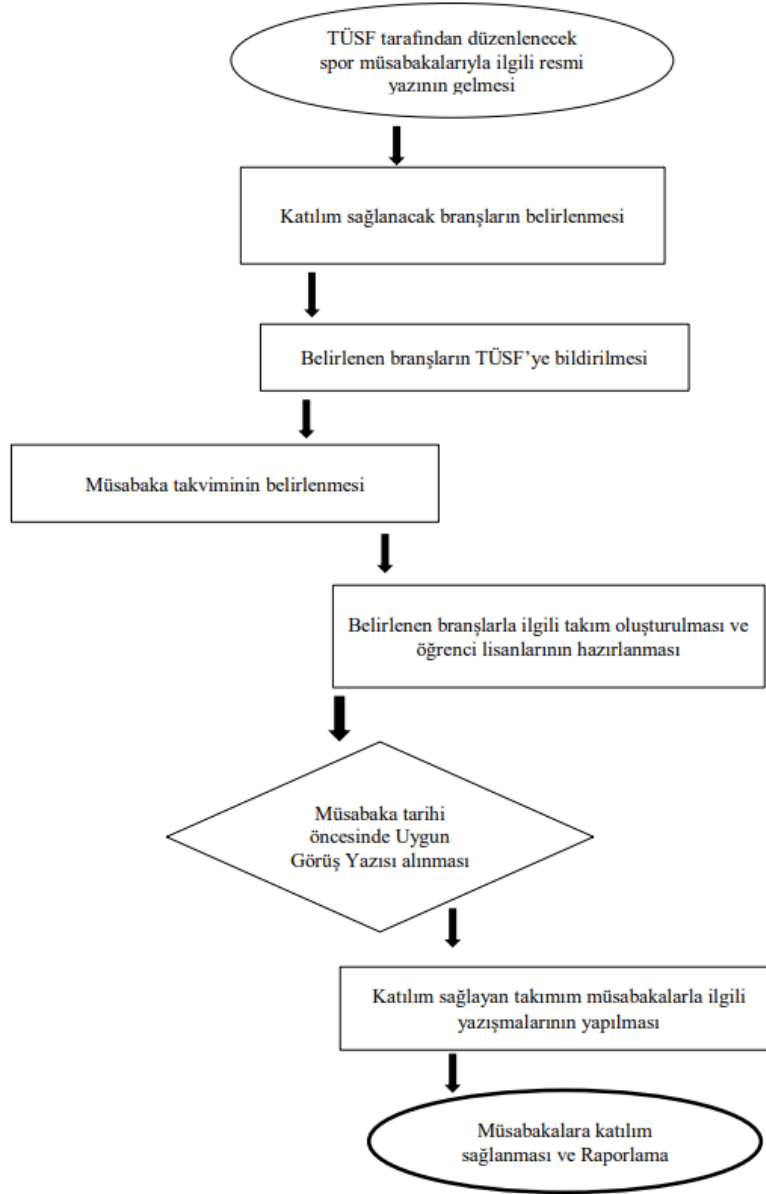 TÜSF tarafından düzenlenecek
spor müsabakalarıyla ilgili resmi
yazının gelmesi
Katılım sağlanacak branşların belirlenmesi
Belirlenen branşların TÜSF’ye bildirilmesi
Müsabaka takviminin belirlenmesi
Belirlenen branşlarla ilgili takım oluşturulması ve
öğrenci lisanlarının hazırlanması
Müsabaka tarihi
öncesinde Uygun
Görüş Yazısı alınması
Katılım sağlayan takımım müsabakalarla ilgili
yazışmalarının yapılması
Müsabakalara katılım
sağlanması ve Raporlama